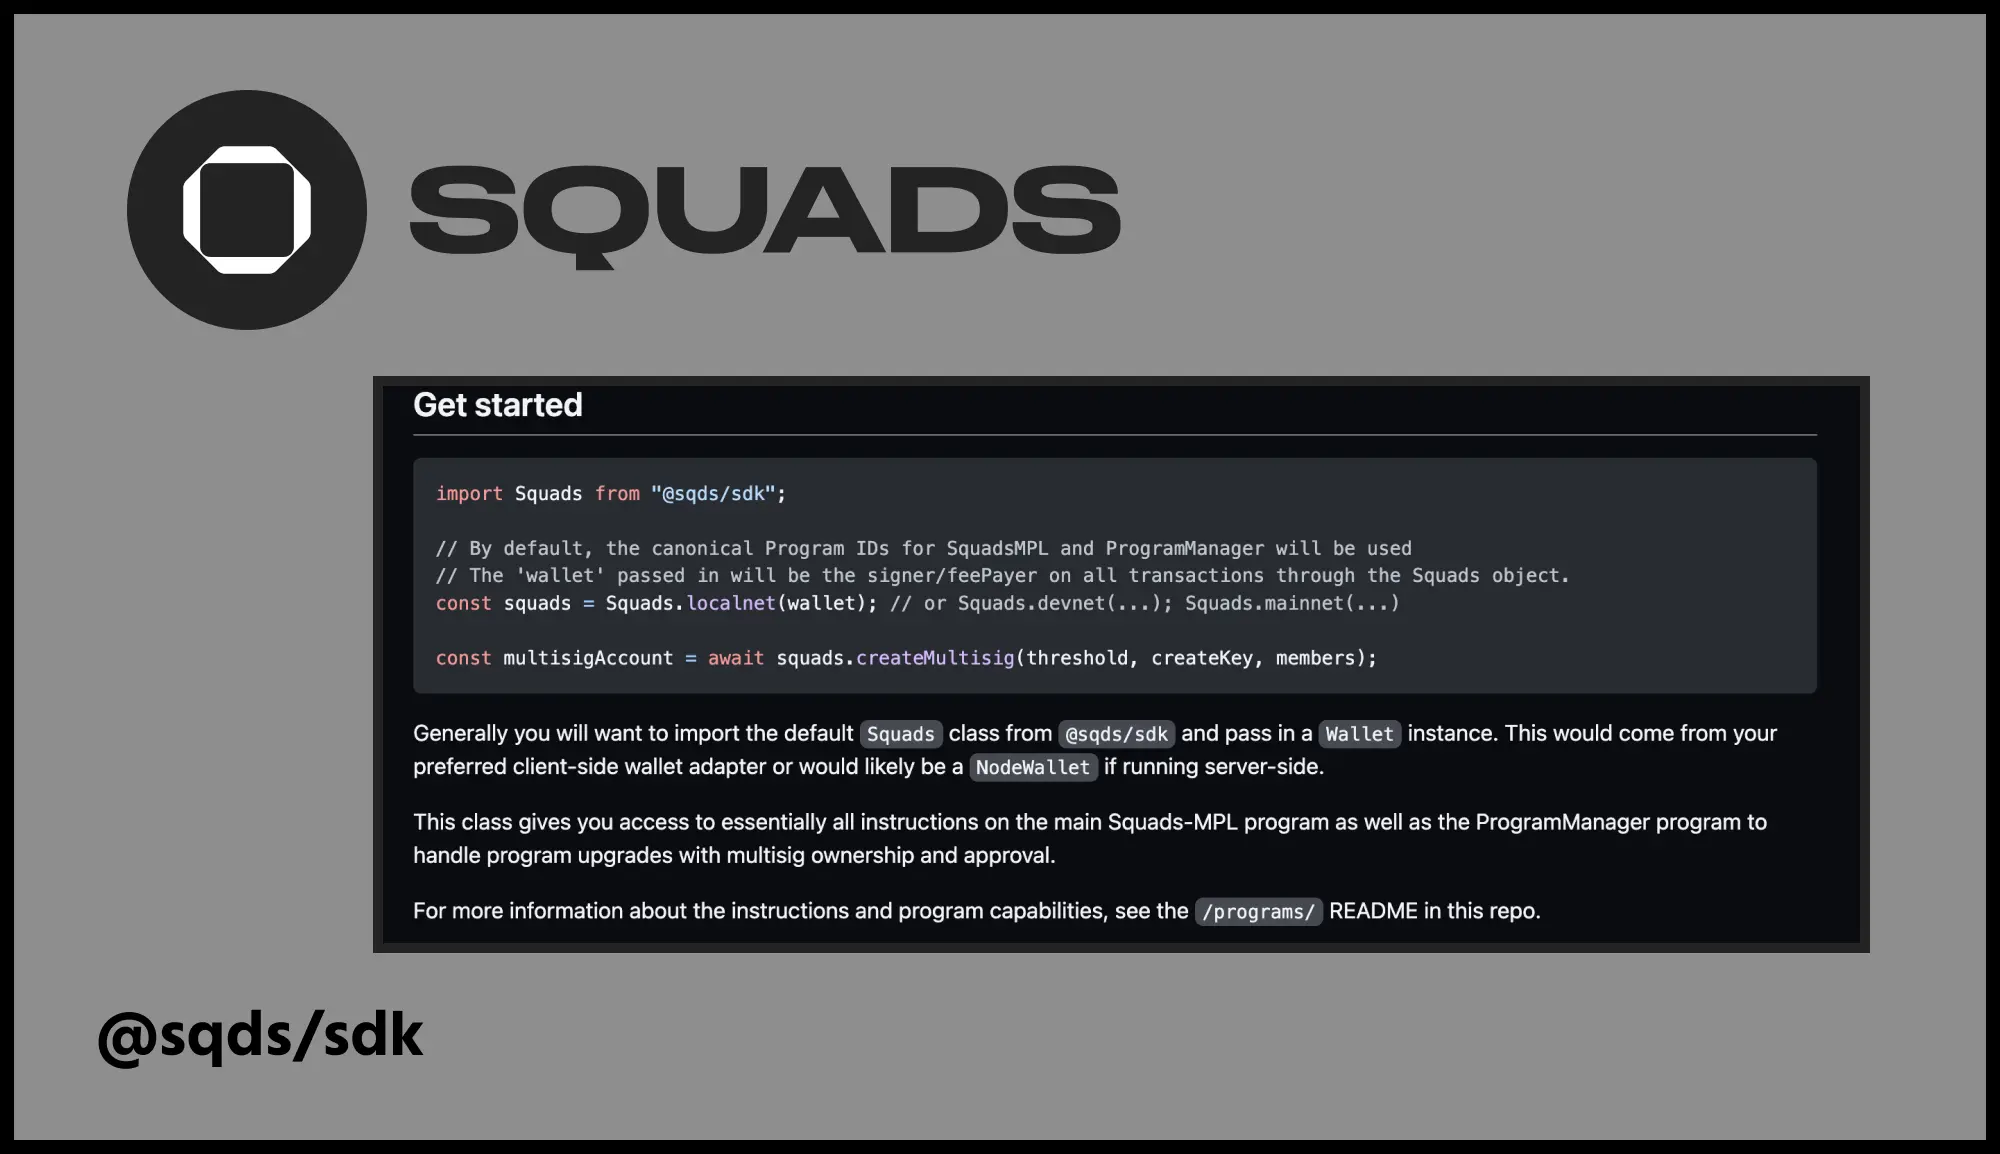 SQUADS
Get started
import Squads from "@sqds/sdk";
// By default, the canonical Program IDs for SquadsMPL and ProgramManager will be used
// The 'wallet' passed in will be the signer/feePayer on all transactions through the Squads object.
const squads = Squads.localnet(wallet); // or Squads.devnet(...); Squads.mainnet(...)
const multisigAccount = await squads.createMultisig(threshold, createKey, members);
Generally you will want to import the default Squads class from @sqds/sdk and pass in a Wallet instance. This would come from your
preferred client-side wallet adapter or would likely be a NodeWallet if running server-side.
This class gives you access to essentially all instructions on the main Squads-MPL program as well as the ProgramManager program to
handle program upgrades with multisig ownership and approval.
For more information about the instructions and program capabilities, see the /programs/ README in this repo.
@sqds/sdk